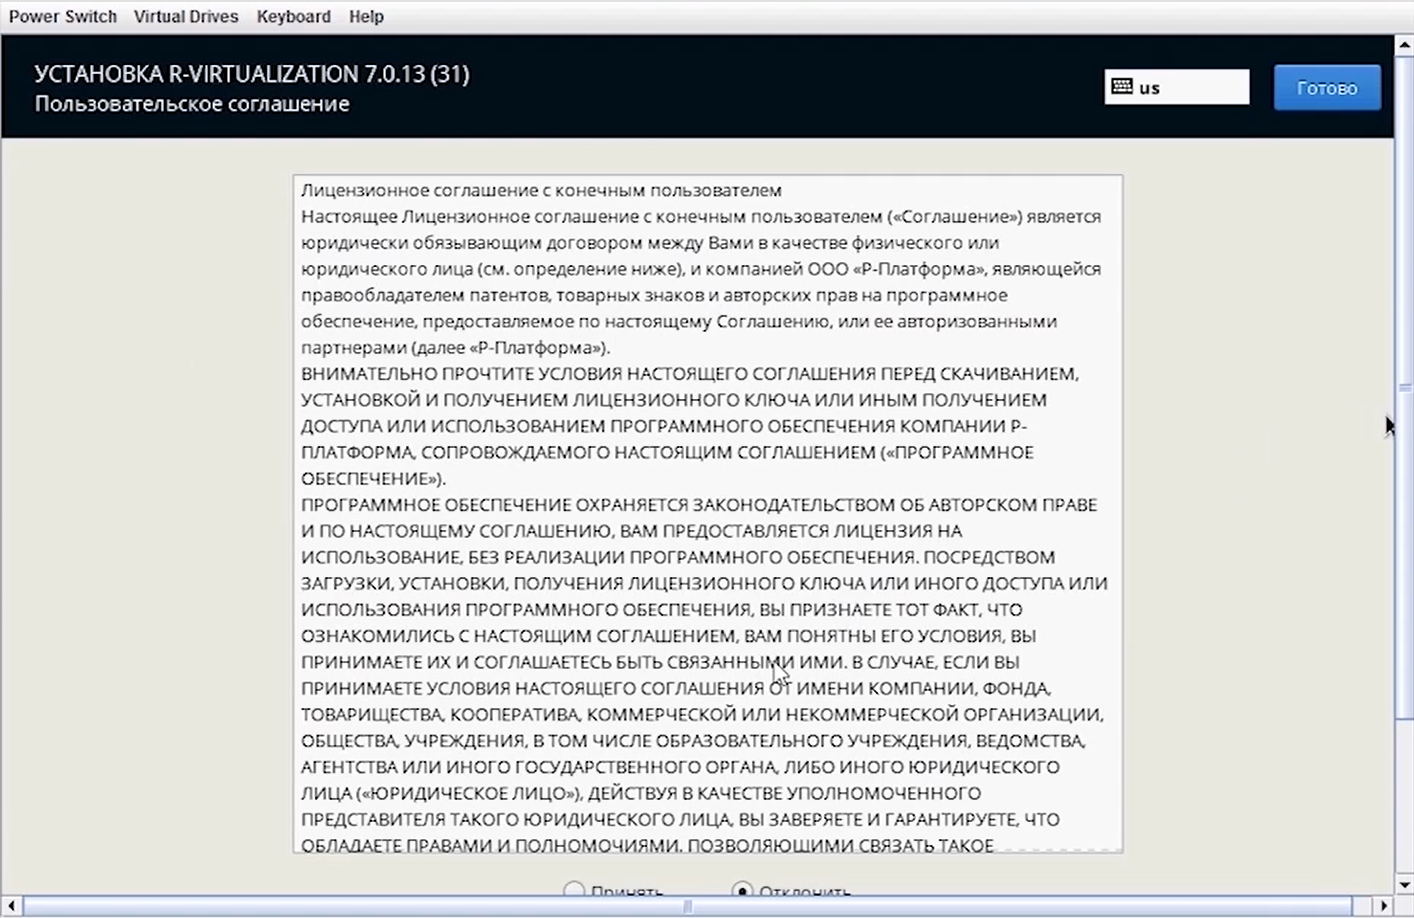 Power Switch Virtual Drives Keyboard Help
УСТАНОВКА R-VIRTUALIZATION 7.0.13 (31)
Пользовательское соглашение
us
Готово
Лицензионное соглашение с конечным пользователем
Настоящее Лицензионное соглашение с конечным пользователем («Соглашение») является
юридически обязывающим договором между Вами в качестве физического или
юридического лица (см. определение ниже), и компанией ООО «Р-Платформа», являющейся
правообладателем патентов, товарных знаков и авторских прав на программное
обеспечение, предоставляемое по настоящему Соглашению, или ее авторизованными
партнерами (далее «Р-Платформа»).
ВНИМАТЕЛЬНО ПРОЧТИТЕ УСЛОВИЯ НАСТОЯЩЕГО СОГЛАШЕНИЯ ПЕРЕД СКАЧИВАНИЕМ,
УСТАНОВКОЙ И ПОЛУЧЕНИЕМ ЛИЦЕНЗИОННОГО КЛЮЧА ИЛИ ИНЫМ ПОЛУЧЕНИЕМ
ДОСТУПА ИЛИ ИСПОЛЬЗОВАНИЕМ ПРОГРАММНОГО ОБЕСПЕЧЕНИЯ КОМПАНИИ Р-
ПЛАТФОРМА, СОПРОВОЖДАЕМОГО НАСТОЯЩИМ СОГЛАШЕНИЕМ («ПРОГРАММНОЕ
ОБЕСПЕЧЕНИЕ»).
ПРОГРАММНОЕ ОБЕСПЕЧЕНИЕ ОХРАНЯЕТСЯ ЗАКОНОДАТЕЛЬСТВОМ ОБ АВТОРСКОМ ПРАВЕ
И ПО НАСТОЯЩЕМУ СОГЛАШЕНИЮ, ВАМ ПРЕДОСТАВЛЯЕТСЯ ЛИЦЕНЗИЯ НА
ИСПОЛЬЗОВАНИЕ, БЕЗ РЕАЛИЗАЦИИ ПРОГРАММНОГО ОБЕСПЕЧЕНИЯ. ПОСРЕДСТВОМ
ЗАГРУЗКИ, УСТАНОВКИ, ПОЛУЧЕНИЯ ЛИЦЕНЗИОННОГО КЛЮЧА ИЛИ ИНОГО ДОСТУПА ИЛИ
ИСПОЛЬЗОВАНИЯ ПРОГРАММНОГО ОБЕСПЕЧЕНИЯ, ВЫ ПРИЗНАЕТЕ ТОТ ФАКТ, ЧТО
ОЗНАКОМИЛИСЬ С НАСТОЯЩИМ СОГЛАШЕНИЕМ, ВАМ ПОНЯТНЫ ЕГО УСЛОВИЯ, ВЫ
ПРИНИМАЕТЕ ИХ И СОГЛАШАЕТЕСЬ БЫТЬ СВЯЗАННЫМИ ИМИ. В СЛУЧАЕ, ЕСЛИ ВЫ
ПРИНИМАЕТЕ УСЛОВИЯ НАСТОЯЩЕГО СОГЛАШЕНИЯ ОТ ИМЕНИ КОМПАНИИ, ФОНДА,
ТОВАРИЩЕСТВА, КООПЕРАТИВА, КОММЕРЧЕСКОЙ ИЛИ НЕКОММЕРЧЕСКОЙ ОРГАНИЗАЦИИ,
ОБЩЕСТВА, УЧРЕЖДЕНИЯ, В ТОМ ЧИСЛЕ ОБРАЗОВАТЕЛЬНОГО УЧРЕЖДЕНИЯ, ВЕДОМСТВА,
АГЕНТСТВА ИЛИ ИНОГО ГОСУДАРСТВЕННОГО ОРГАНА, ЛИБО ИНОГО ЮРИДИЧЕСКОГО
ЛИЦА («ЮРИДИЧЕСКОЕ ЛИЦО»), ДЕЙСТВУЯ В КАЧЕСТВЕ УПОЛНОМОЧЕННОГО
ПРЕДСТАВИТЕЛЯ ТАКОГО ЮРИДИЧЕСКОГО ЛИЦА, ВЫ ЗАВЕРЯЕТЕ И ГАРАНТИРУЕТЕ, ЧТО
ОБЛАДАЕТЕ ПРАВАМИ И ПОЛНОМОЧИЯМИ, ПОЗВОЛЯЮЩИМИ СВЯЗАТЬ ТАКОЕ
Принять Отклонить